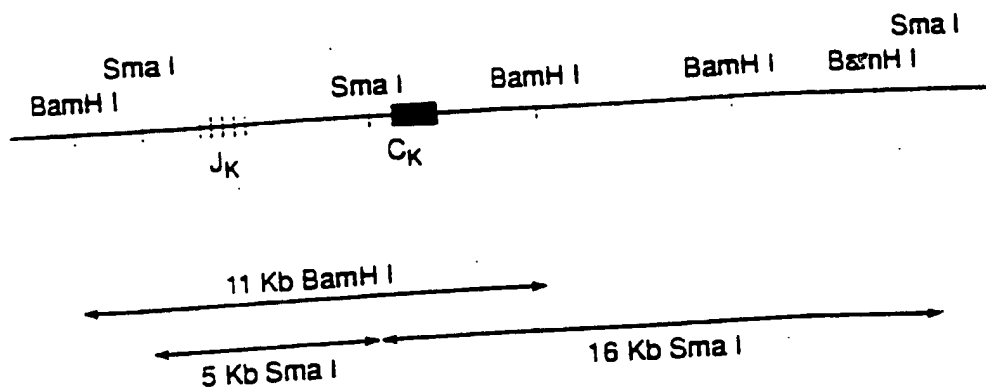 Sma I
Sma I
BamH I
Sma I
BamH I
BamH I
BamH I
JK
CK
11 Kb BamH I
5 Kb Sma I
16 Kb Sma I